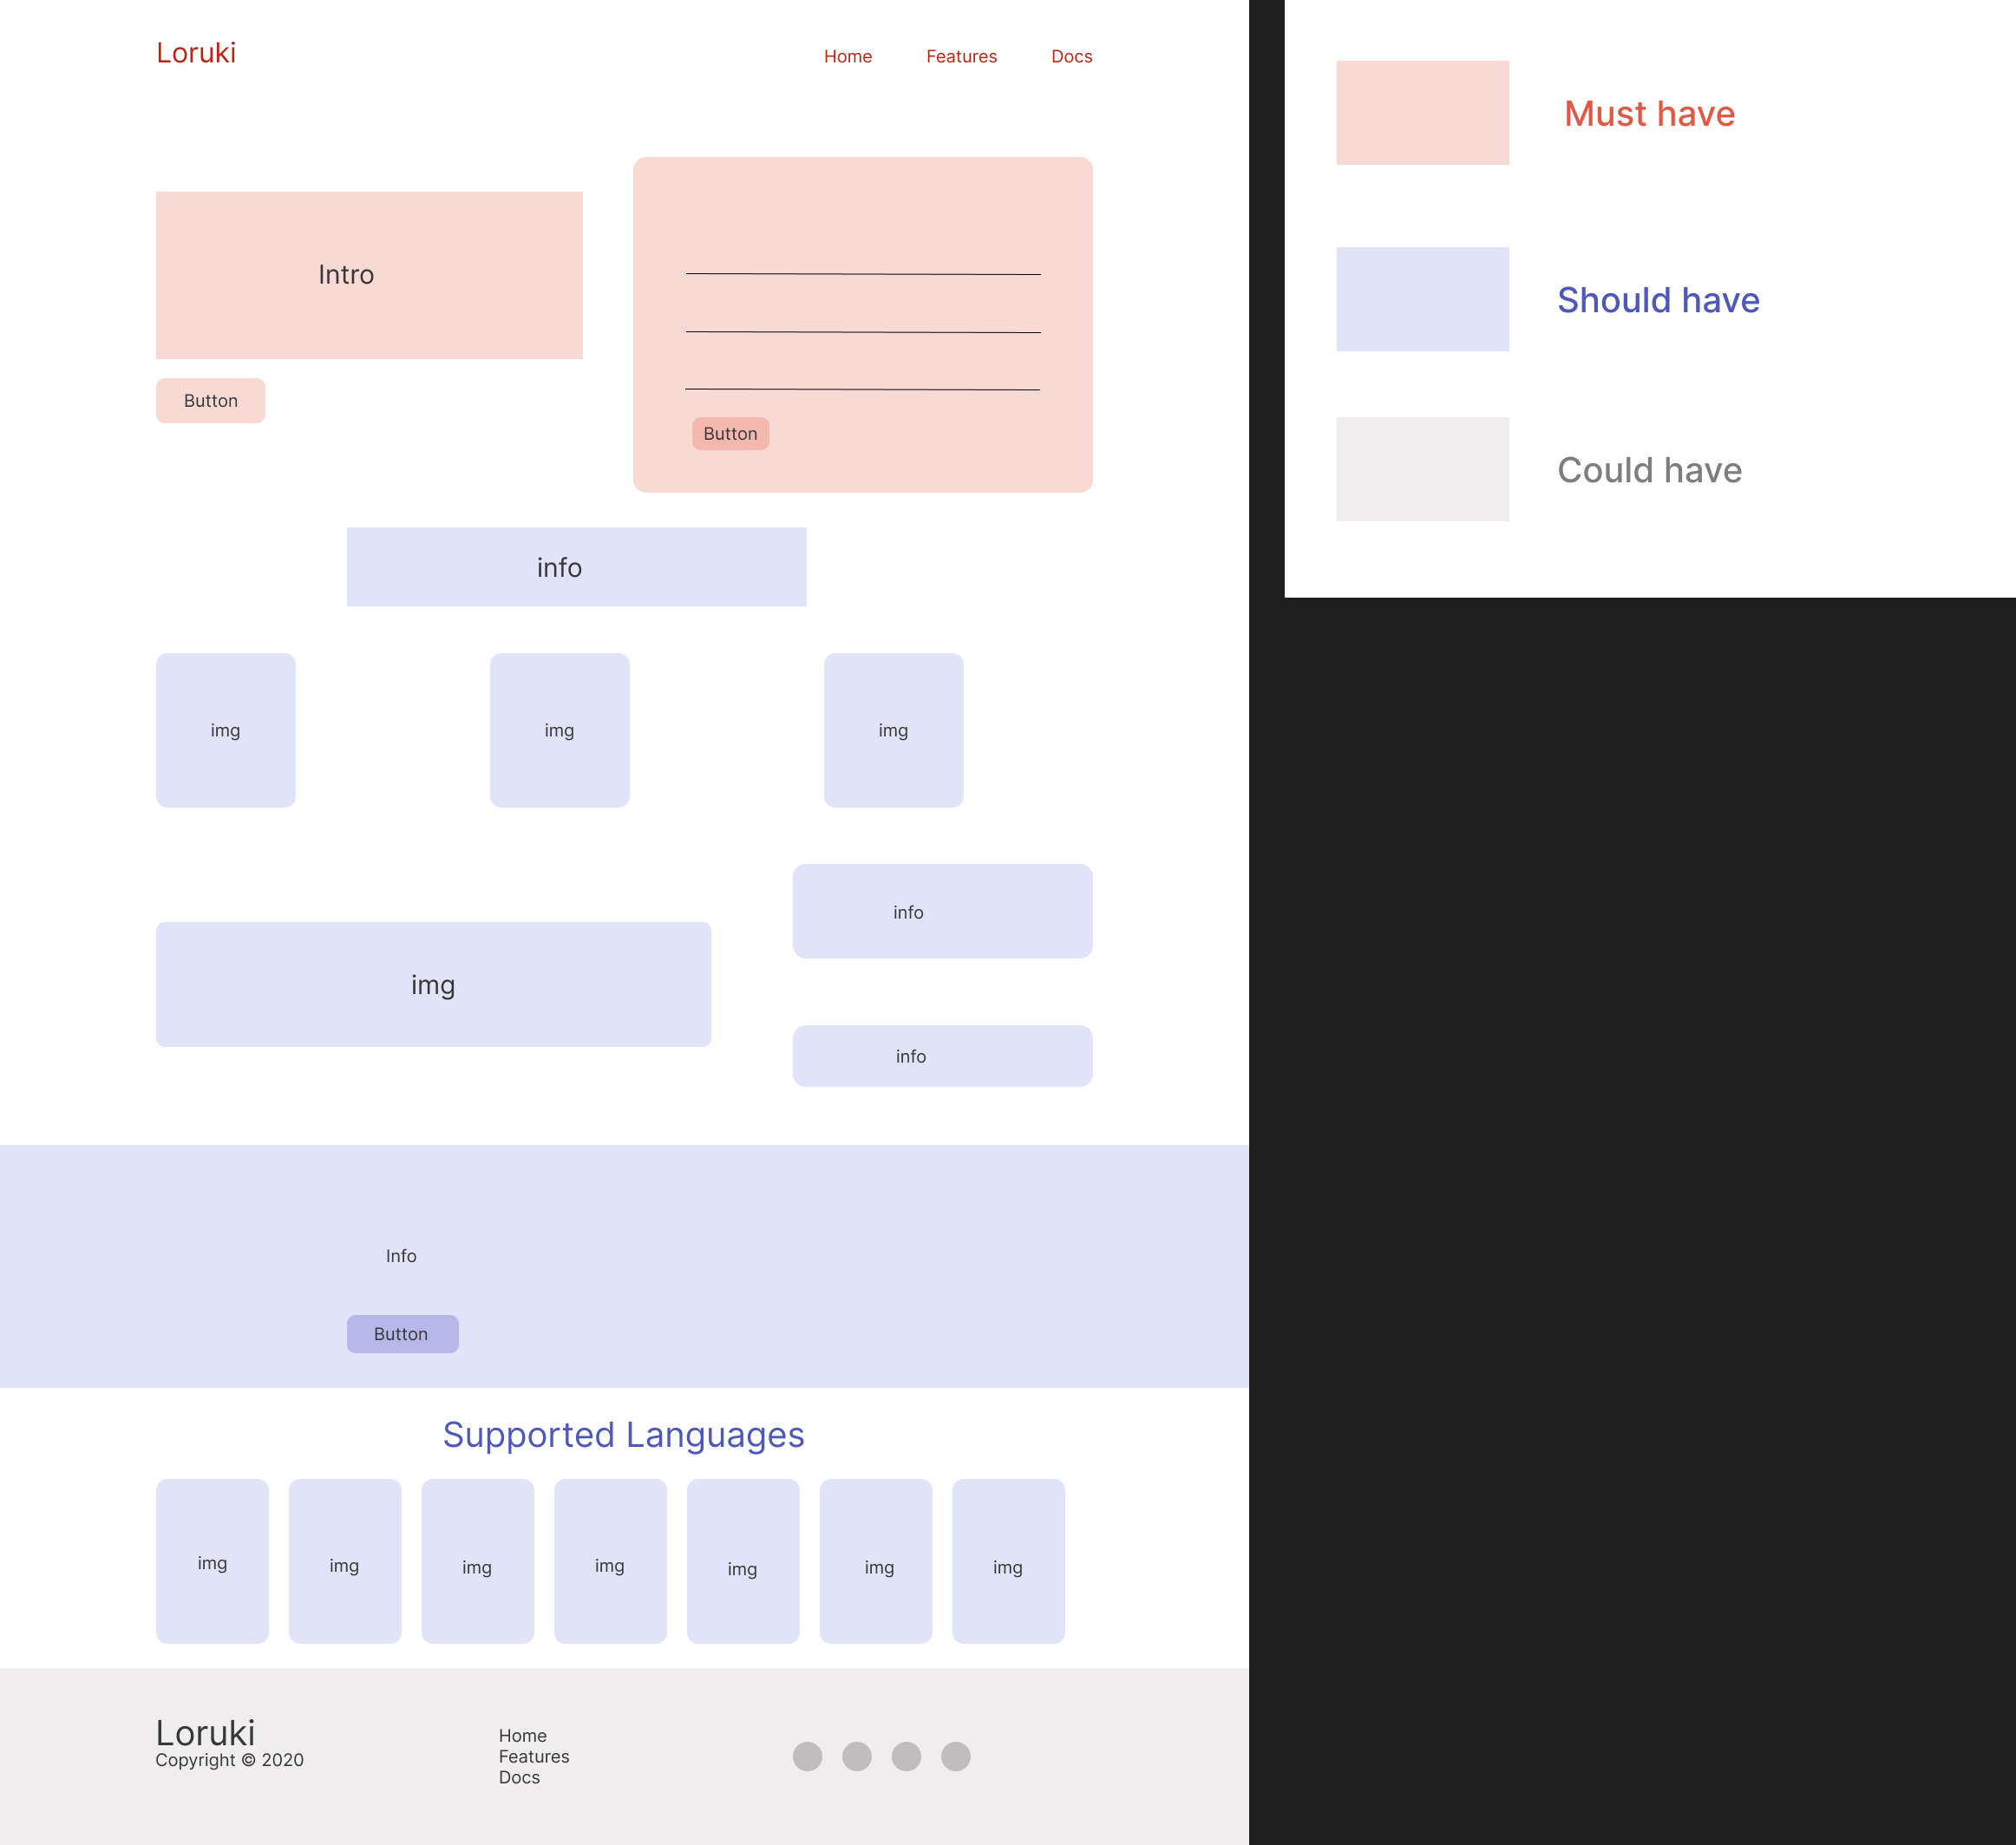 Loruki
Home Features Docs
Intro
Button
Button
info
img img img
info
img
info
Info
Button
Supported Languages
img img img img img img img
Loruki
Copyright © 2020
Home
Features
Docs
Must have
Should have
Could have